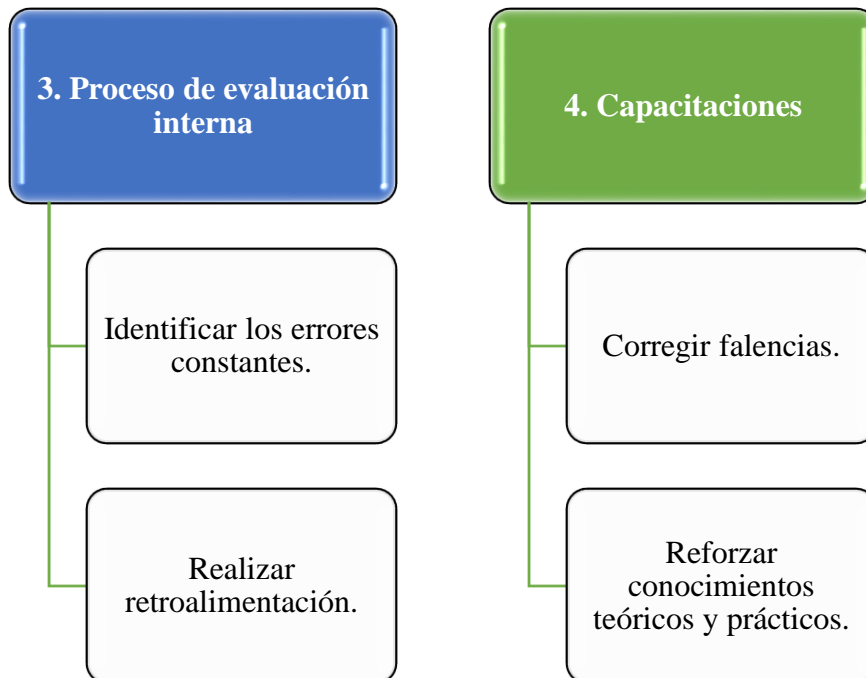 3. Proceso de evaluación
interna
Identificar los errores
constantes.
Realizar
retroalimentación.
4. Capacitaciones
Corregir falencias.
Reforzar
conocimientos
teóricos y prácticos.